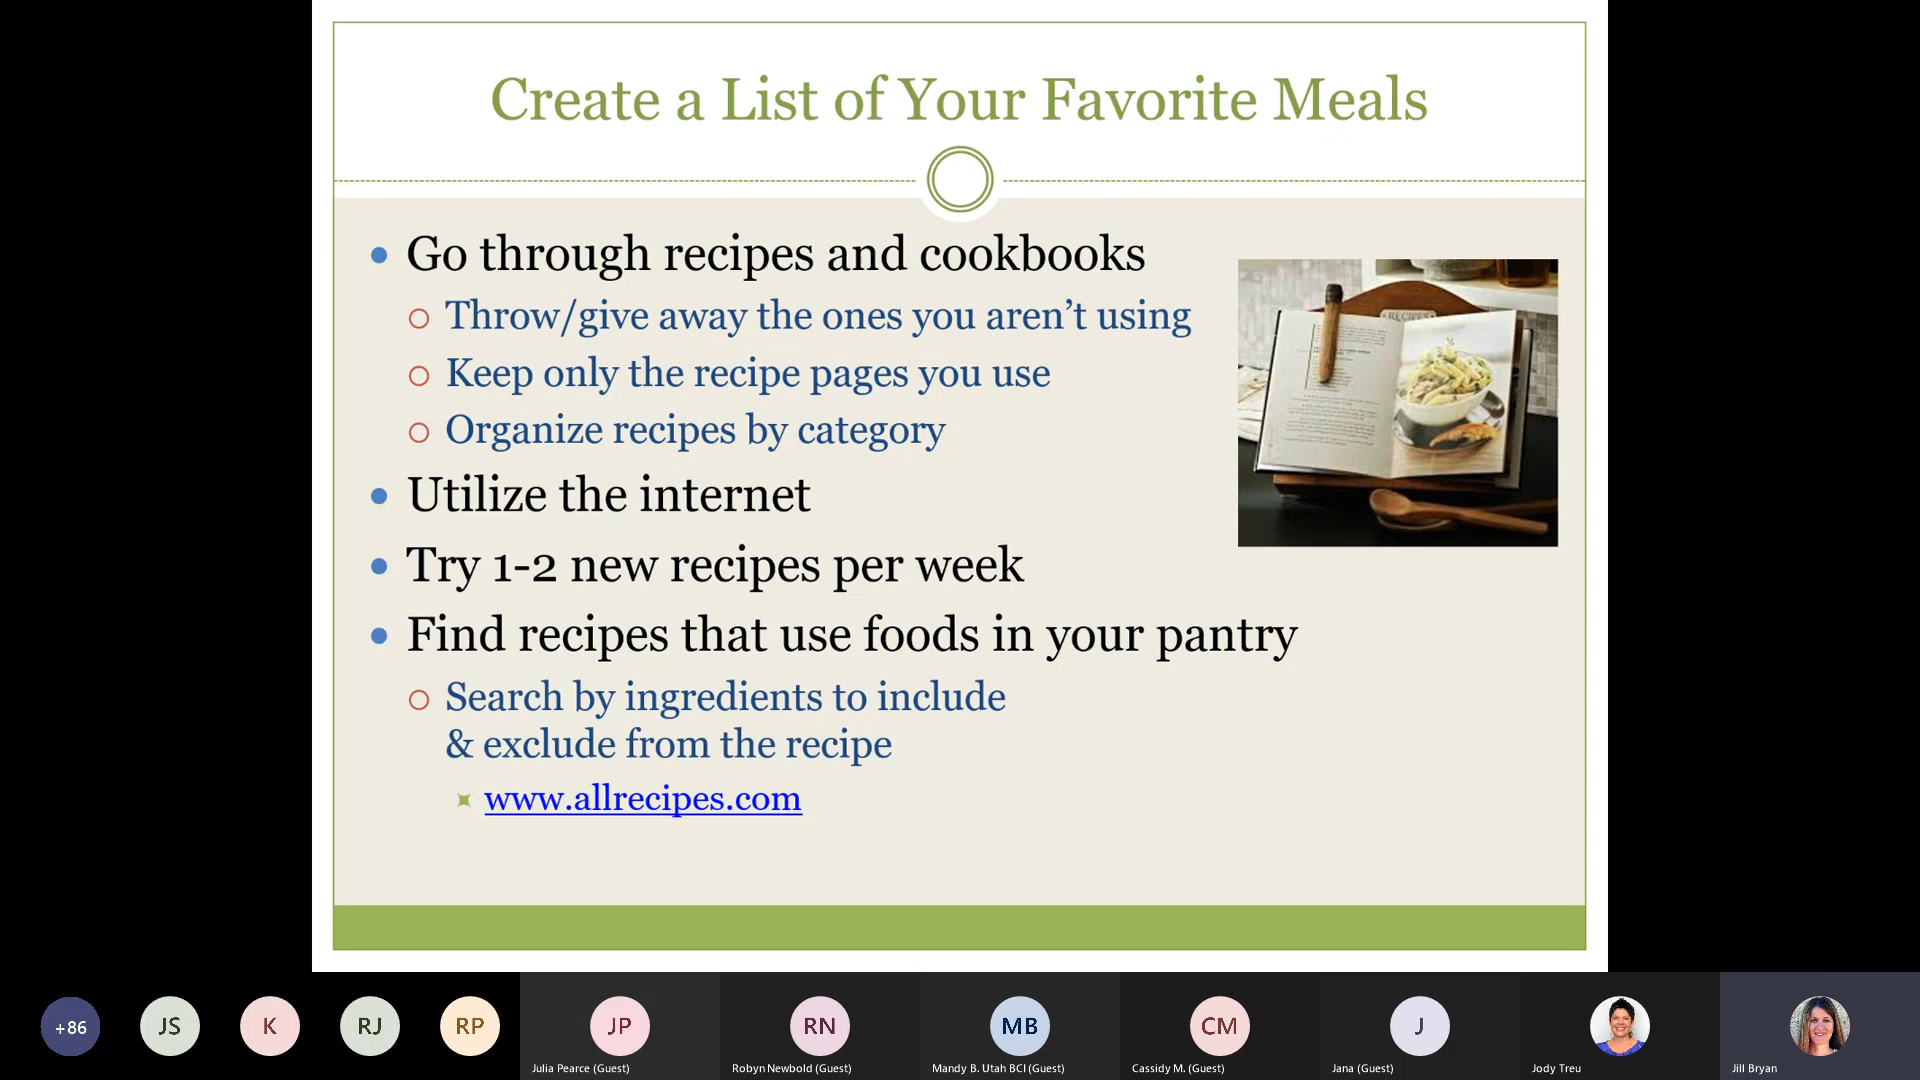 Create a List of Your Favorite Meals
Go through recipes and cookbooks
Throw/give away the ones you aren't using
Keep only the recipe pages you use
Organize recipes by category
Utilize the internet
Try 1-2 new recipes per week
Find recipes that use foods in your pantry
Search by ingredients to include
& exclude from the recipe
www.allrecipes.com
RECIPES
+86
JS
K
RJ
RP
JP
RN
MB
CM
J
Julia Pearce (Guest)
Robyn Newbold (Guest)
Mandy B. Utah BCI (Guest)
Cassidy M. (Guest)
Jana (Guest)
Jody Treu
Jill Bryan